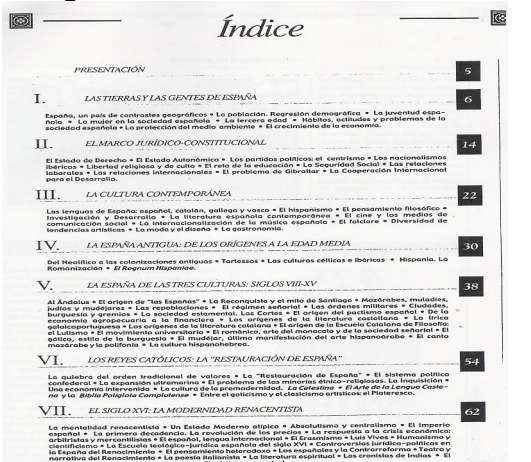 Índice
PRESENTACIÓN 5
I. LAS TIERRAS Y LAS GENTES DE ESPAÑA 6
España, un país de contrastes geográficos • La población. Regresión demográfica • La juventud espa-
ñola • La mujer en la sociedad española • La tercera edad • Hábitos, actitudes y problemas de la
sociedad española • La protección del medio ambiente • El crecimiento de la economía.
II. EL MARCO JURÍDICO-CONSTITUCIONAL 14
El Estado de Derecho • El Estado Autonómico • Los partidos políticos: el centrismo • Los nacionalismos
ibéricos • Libertad religiosa y de culto • El reto de la educación • La Seguridad Social • Las relaciones
laborales • Las relaciones internacionales • El problema de Gibraltar • La Cooperación Internacional
para el Desarrollo.
III. LA CULTURA CONTEMPORÁNEA 22
Las lenguas de España: español, catalán, gallego y vasco • El hispanismo • El pensamiento filosófico •
Investigación y Desarrollo • La literatura española contemporánea • El cine y los medios de
comunicación social • La internacionalización de la música española • El folclore • Diversidad de
tendencias artísticas • La moda y el diseño • La gastronomía.
IV. LA ESPAÑA ANTIGUA: DE LOS ORÍGENES A LA EDAD MEDIA 30
Del Neolítico a las colonizaciones antiguas • Tartessos • Las culturas célticas e ibéricas • Hispania. La
Romanización • El Regnum Hispaniae.
V. LA ESPAÑA DE LAS TRES CULTURAS: SIGLOS VIII-XV 38
Al Ándalus • El origen de "las Españas" • La Reconquista y el mito de Santiago • Mozárabes, muladíes,
judíos y mudéjares • Las repoblaciones • El régimen señorial • Las órdenes militares • Ciudades,
burguesía y gremios • La sociedad estamental. Las Cortes • El origen del pactismo español • De la
economía agropecuaria a la financiera • Los orígenes de la literatura castellana • La lírica
galaicoportuguesa • Los orígenes de la literatura catalana • El origen de la Escuela Catalana de Filosofía:
el Lulismo • El movimiento universitario • El románico, arte del monacato y de la sociedad señorial • El
gótico, estilo de la burguesía • El mudéjar, última manifestación del arte hispanoárabe • El canto
mozárabe y la polifonía • La cultura hispanohebrea.
VI. LOS REYES CATÓLICOS: LA "RESTAURACIÓN DE ESPAÑA" 54
La quiebra del orden tradicional de valores • La "Restauración de España" • El sistema político
confederal • La expansión ultramarina • El problema de las minorías étnico-religiosas. La Inquisición •
Una economía intervenida • La cultura de la premodernidad. La Celestina • El Arte de la Lengua Caste-
na y la Biblia Políglota Complutense • Entre el goticismo y el clasicismo artísticos: el Plateresco.
VII. EL SIGLO XVI: LA MODERNIDAD RENACENTISTA 62
La mentalidad renacentista • Un Estado Moderno atípico • Absolutismo y centralismo • El imperio
español • La primera decadencia. La revolución de los precios • La respuesta a la crisis económica:
arbitristas y mercantilistas • El español, lengua internacional • El Erasmismo • Luis Vives • Humanismo y
cientifismo • La Escuela teológico-jurídica española del siglo XVI • Controversias jurídico-políticas en
la España del Renacimiento • El pensamiento heterodoxo • Los españoles y la Contrarreforma • Teatro y
narrativa del Renacimiento • La poesía italianista • La literatura espiritual • Los cronistas de Indias • El